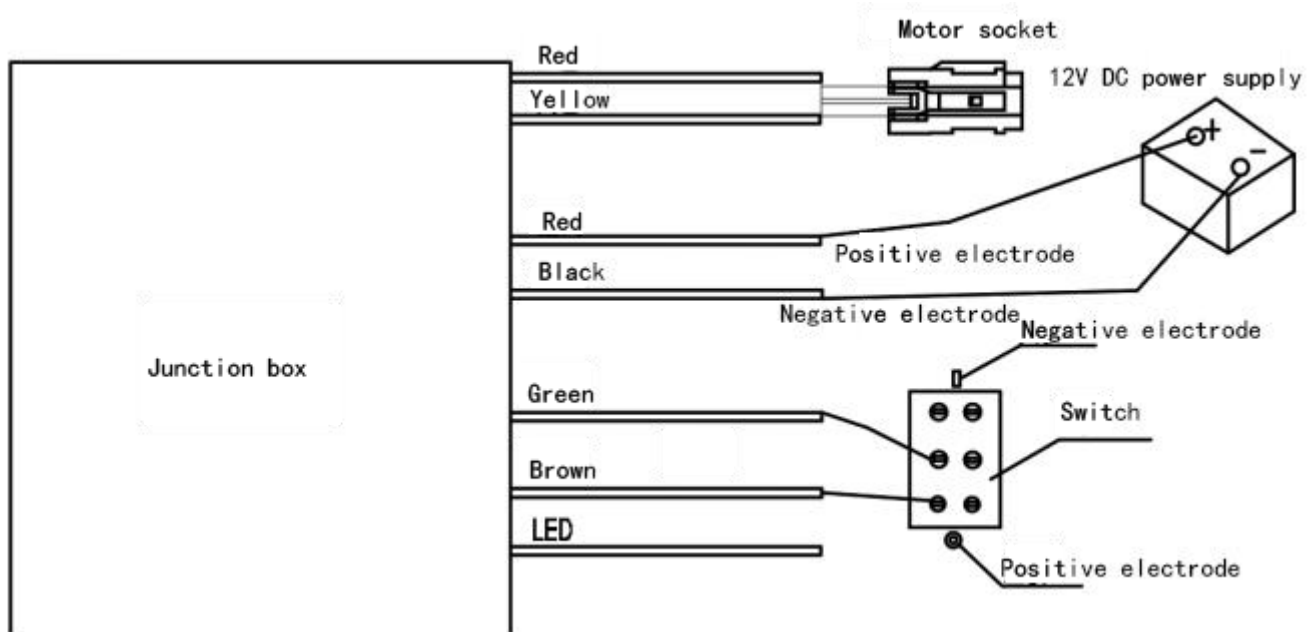 Motor socket
Red
12V DC power supply
Yellow
+
-
Red
Positive electrode
Black
Negative electrode
Negative electrode
Junction box
Green
Switch
Brown
LED
Positive electrode